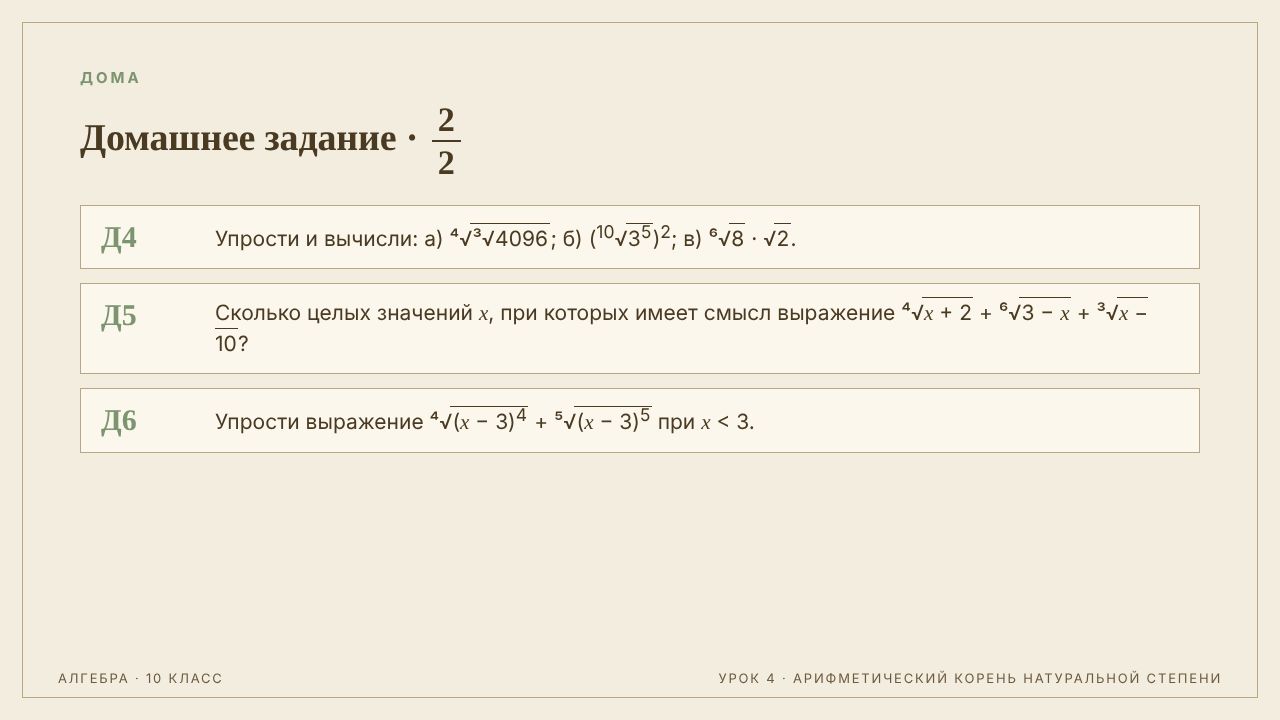 ДОМА
Домашнее задание · 2/2
Д4 Упрости и вычисли: а) ⁴√³√4096; б) (¹⁰√3⁵)²; в) ⁶√8 · √2.
Д5 Сколько целых значений x, при которых имеет смысл выражение ⁴√x + 2 + ⁶√3 − x + ³√x −
10?
Д6 Упрости выражение ⁴√(x − 3)⁴ + ⁵√(x − 3)⁵ при x < 3.
АЛГЕБРА · 10 КЛАСС
УРОК 4 · АРИФМЕТИЧЕСКИЙ КОРЕНЬ НАТУРАЛЬНОЙ СТЕПЕНИ